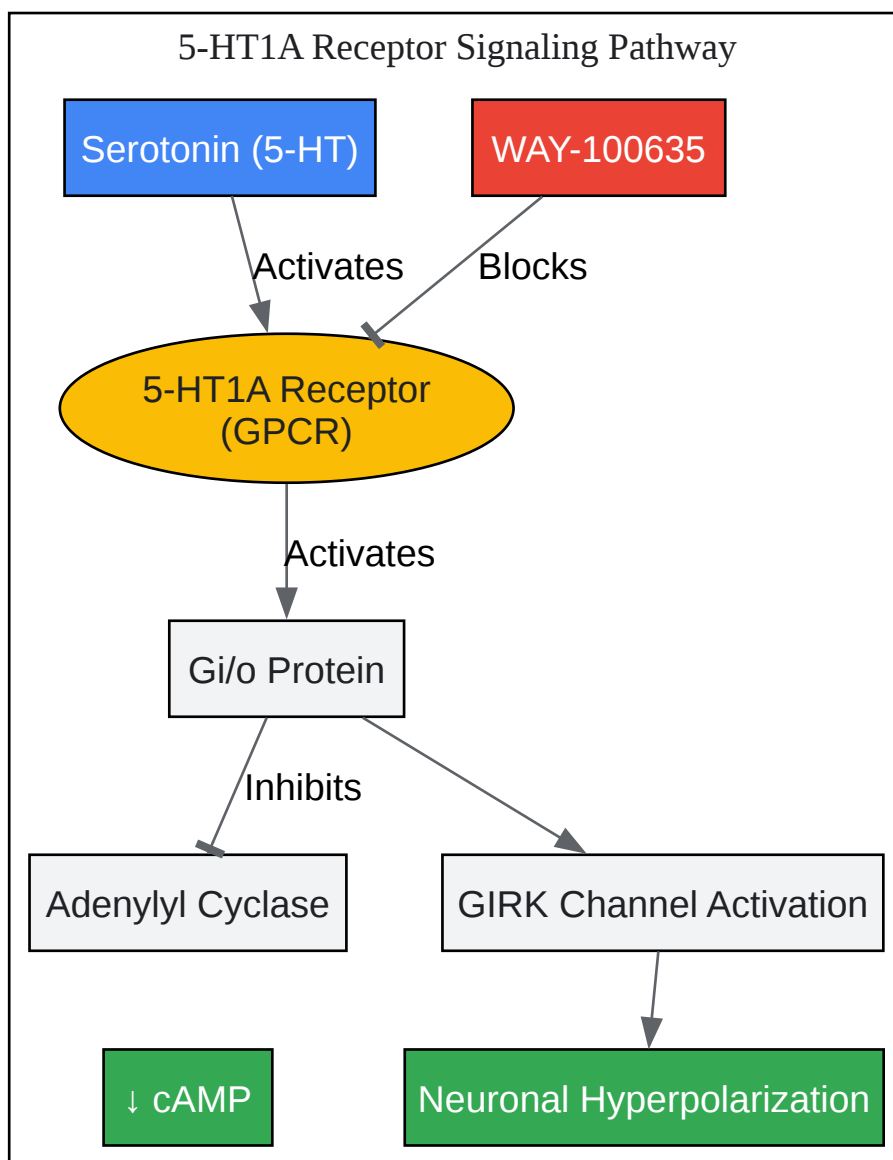 5-HT1A Receptor Signaling Pathway
Serotonin (5-HT)
WAY-100635
Activates
Blocks
5-HT1A Receptor
(GPCR)
Activates
Gi/o Protein
Inhibits
Adenylyl Cyclase
GIRK Channel Activation
↓ cAMP
Neuronal Hyperpolarization